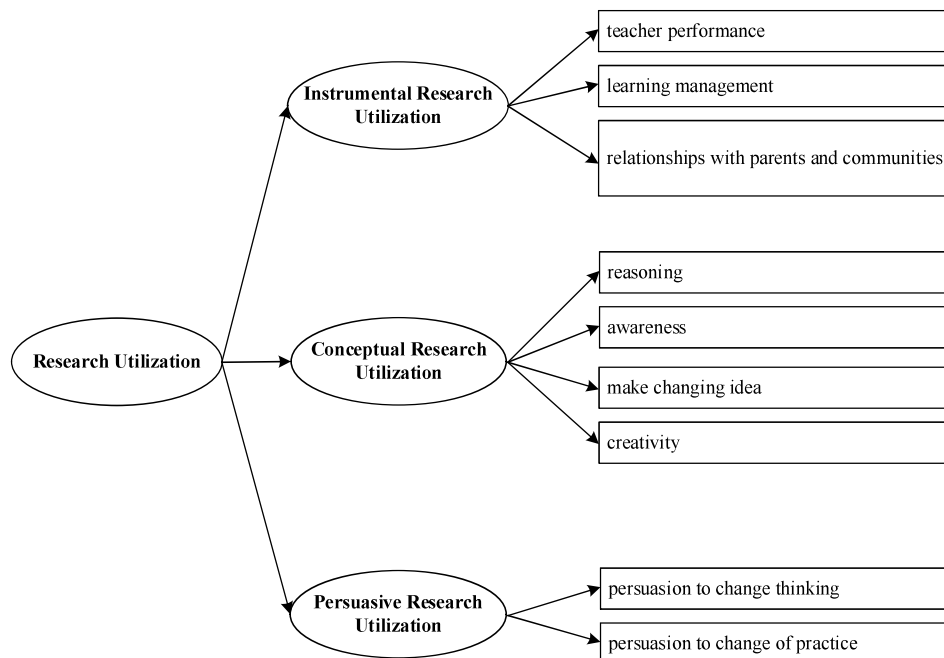 teacher performance
Instrumental Research
Utilization
learning management
relationships with parents and communities
reasoning
awareness
Research Utilization
Conceptual Research
Utilization
make changing idea
creativity
persuasion to change thinking
Persuasive Research
Utilization
persuasion to change of practice